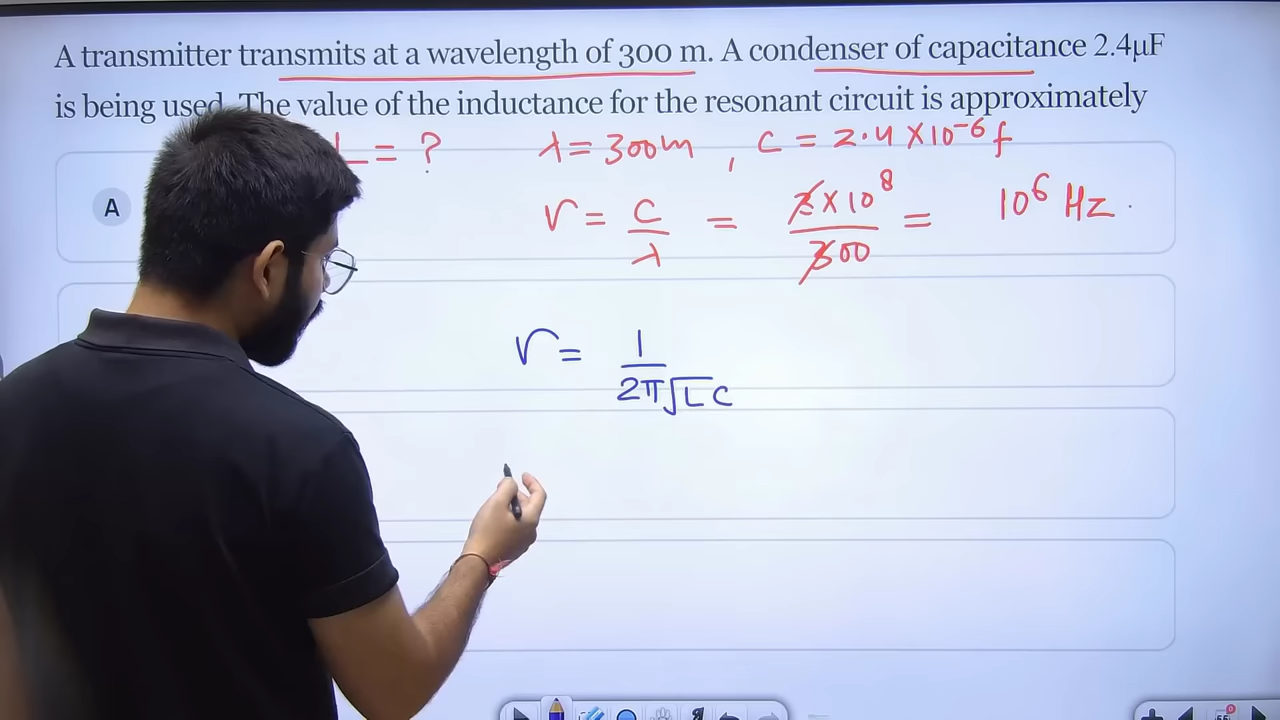 A transmitter transmits at a wavelength of 300 m. A condenser of capacitance 2.4μF
is being used. The value of the inductance for the resonant circuit is approximately
L = ? λ = 300m , C = 2.4 × 10⁻⁶ f
A ν = c/λ = 3 × 10⁸/300 = 10⁶ Hz
ν = 1/2π√LC